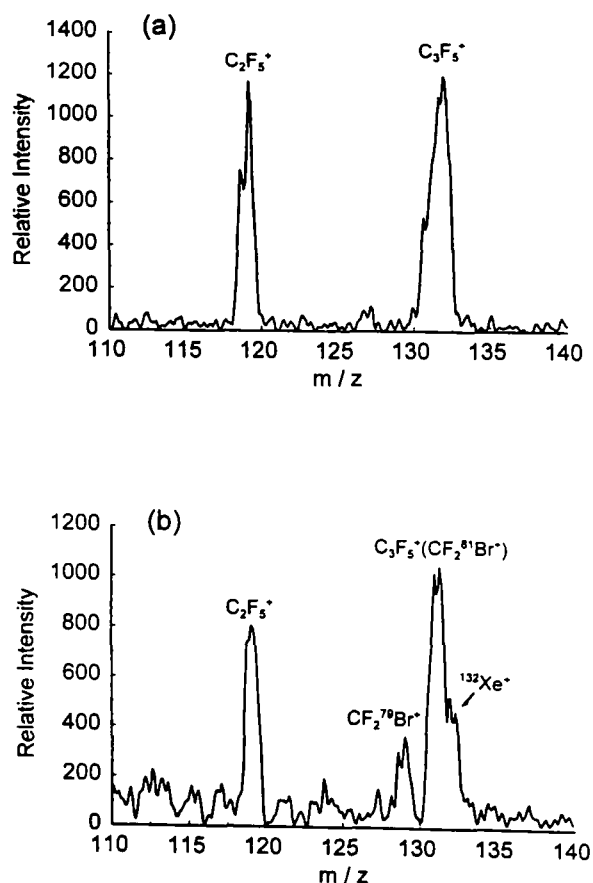 (a)
C₂F₅⁺
C₃F₅⁺
1400
1200
1000
800
600
400
200
0
Relative Intensity
110 115 120 125 130 135 140
m / z
(b)
C₃F₅⁺(CF₂⁸¹Br⁺)
C₂F₅⁺
¹³²Xe⁺
CF₂⁷⁹Br⁺
1200
1000
800
600
400
200
0
Relative Intensity
110 115 120 125 130 135 140
m / z